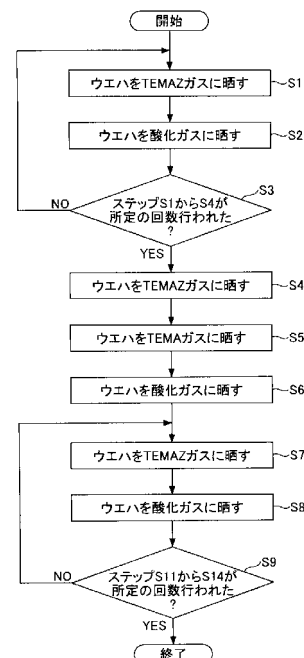 開始
ウエハをTEMAZガスに晒す
S1
ウエハを酸化ガスに晒す
S2
ステップS1からS4が
所定の回数行われた
?
S3
NO
YES
ウエハをTEMAZガスに晒す
S4
ウエハをTEMAガスに晒す
S5
ウエハを酸化ガスに晒す
S6
ウエハをTEMAZガスに晒す
S7
ウエハを酸化ガスに晒す
S8
ステップS11からS14が
所定の回数行われた
?
S9
NO
YES
終了